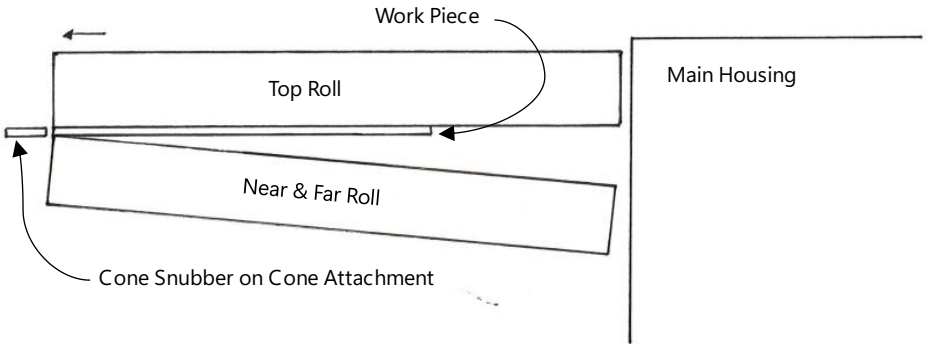 Work Piece
Top Roll
Main Housing
Near & Far Roll
Cone Snubber on Cone Attachment